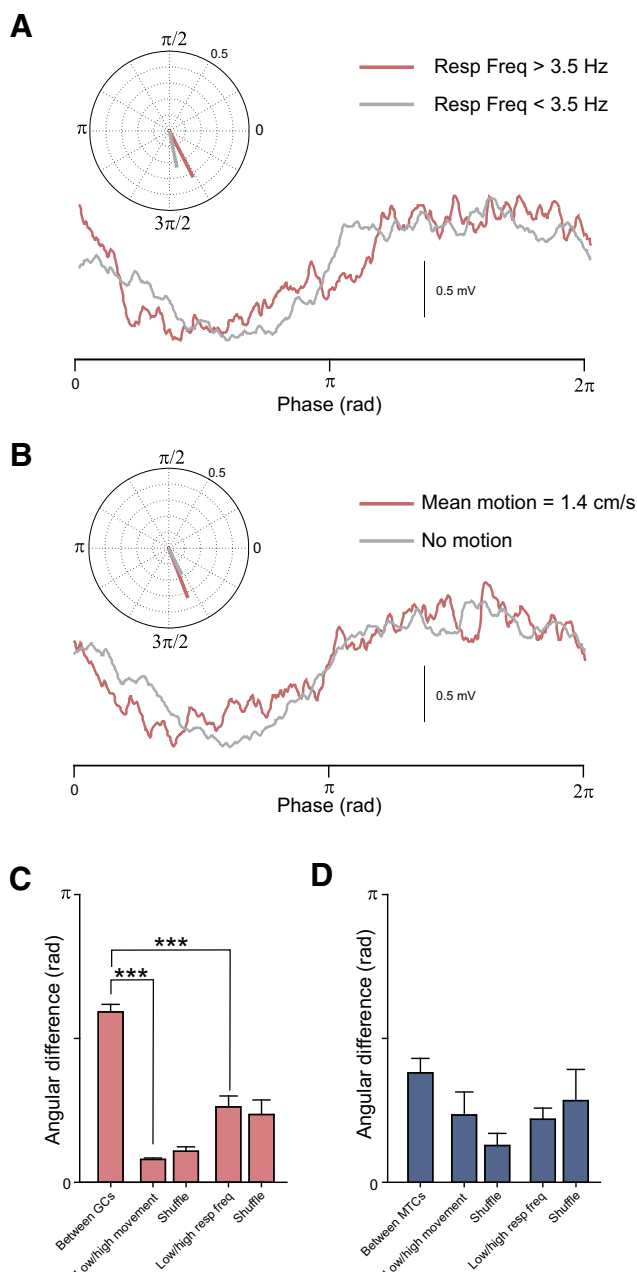 A
π/2
0.5
π
0
3π/2
Resp Freq > 3.5 Hz
Resp Freq < 3.5 Hz
0.5 mV
0
π
2π
Phase (rad)
B
π/2
0.5
π
0
3π/2
Mean motion = 1.4 cm/s
No motion
0.5 mV
0
π
2π
Phase (rad)
C
π
Angular difference (rad)
0
***
***
Between GCs
Low/high movement
Shuffle
Low/high resp freq
Shuffle
D
π
Angular difference (rad)
0
Between MTCs
Low/high movement
Shuffle
Low/high resp freq
Shuffle